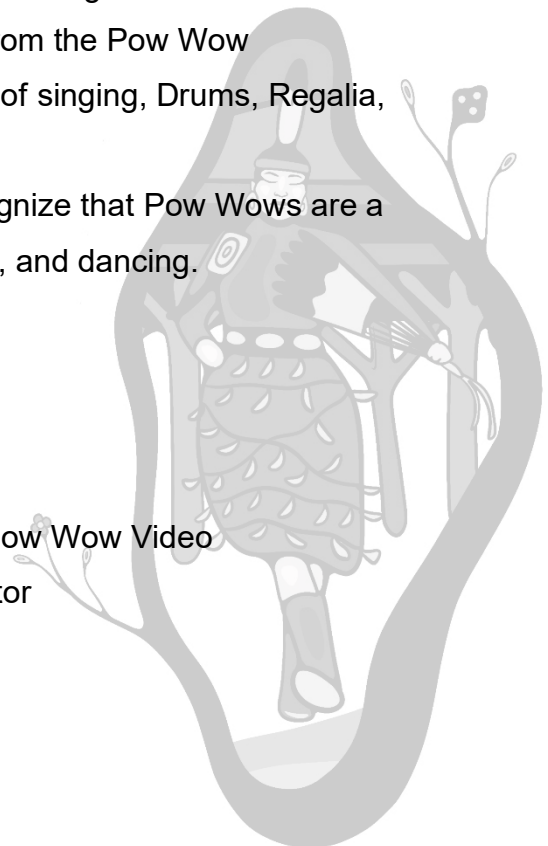 om the Pow Wow
of singing, Drums, Regalia,
gnize that Pow Wows are a
, and dancing.
ow Wow Video
tor